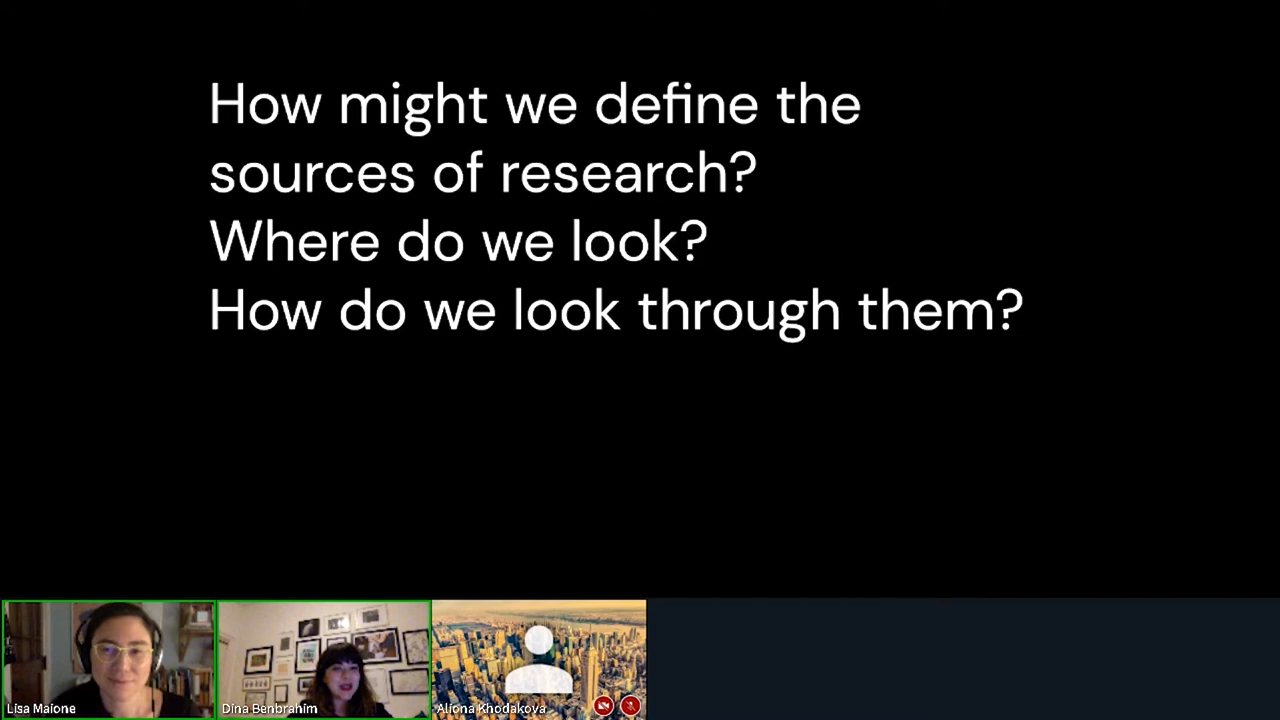 How might we define the
sources of research?
Where do we look?
How do we look through them?
Lisa Maione
Dina Benbrahim
Aliona Khodakova